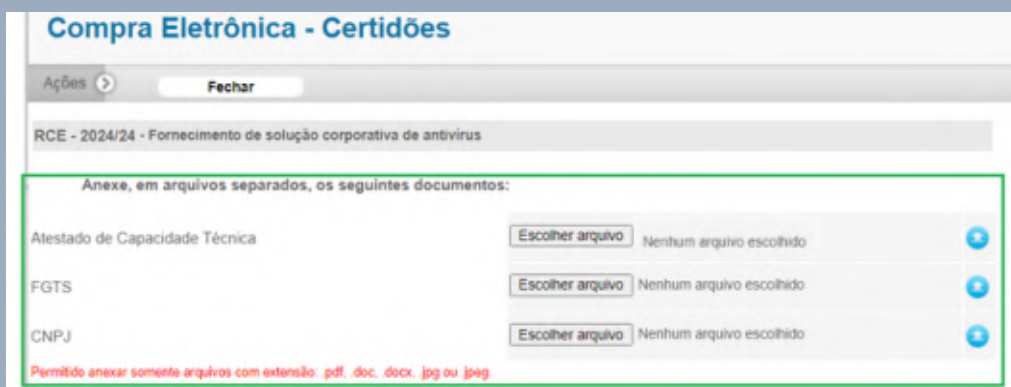 Compra Eletrônica - Certidões
Ações Fechar
RCE - 2024/24 - Fornecimento de solução corporativa de antivírus
Anexe, em arquivos separados, os seguintes documentos:
Atestado de Capacidade Técnica Escolher arquivo Nenhum arquivo escolhido
FGTS Escolher arquivo Nenhum arquivo escolhido
CNPJ Escolher arquivo Nenhum arquivo escolhido
Permitido anexar somente arquivos com extensão: .pdf, .doc, .docx, .jpg ou .jpeg.